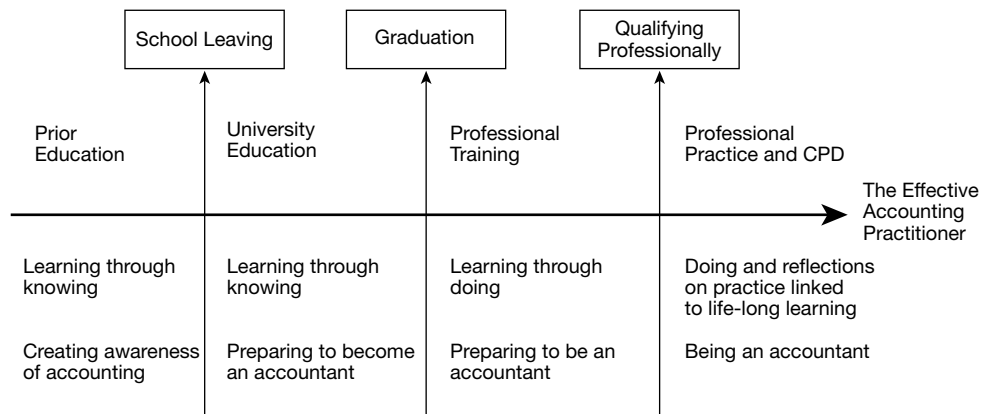 School Leaving
Graduation
Qualifying
Professionally
Prior
Education
University
Education
Professional
Training
Professional
Practice and CPD
The Effective
Accounting
Practitioner
Learning through
knowing
Learning through
knowing
Learning through
doing
Doing and reflections
on practice linked
to life-long learning
Creating awareness
of accounting
Preparing to become
an accountant
Preparing to be an
accountant
Being an accountant